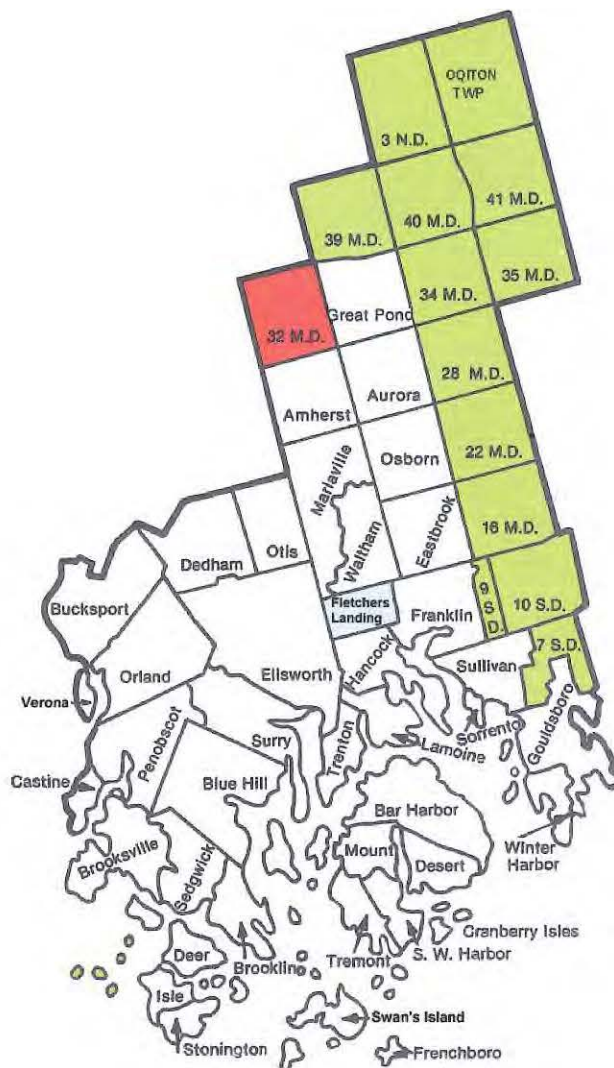 OQITON
TWP
3 N.D.
41 M.D.
40 M.D.
39 M.D.
35 M.D.
34 M.D.
Great Pond
32 M.D.
28 M.D.
Aurora
Amherst
22 M.D.
Osborn
Mariaville
Waltham
Eastbrook
16 M.D.
Otis
Dedham
Bucksport
Fletchers
Landing
Franklin
9
S
D.
10 S.D.
7 S.D.
Orland
Ellsworth
Hancock
Sullivan
Verona
Penobscot
Surry
Trenton
Lamoine
Sorrento
Gouldsboro
Castine
Blue Hill
Bar Harbor
Winter
Harbor
Brooksville
Sedgwick
Mount
Desert
Cranberry Isles
S. W. Harbor
Tremont
Brooklin
Deer
Isle
Swan's Island
Stonington
Frenchboro